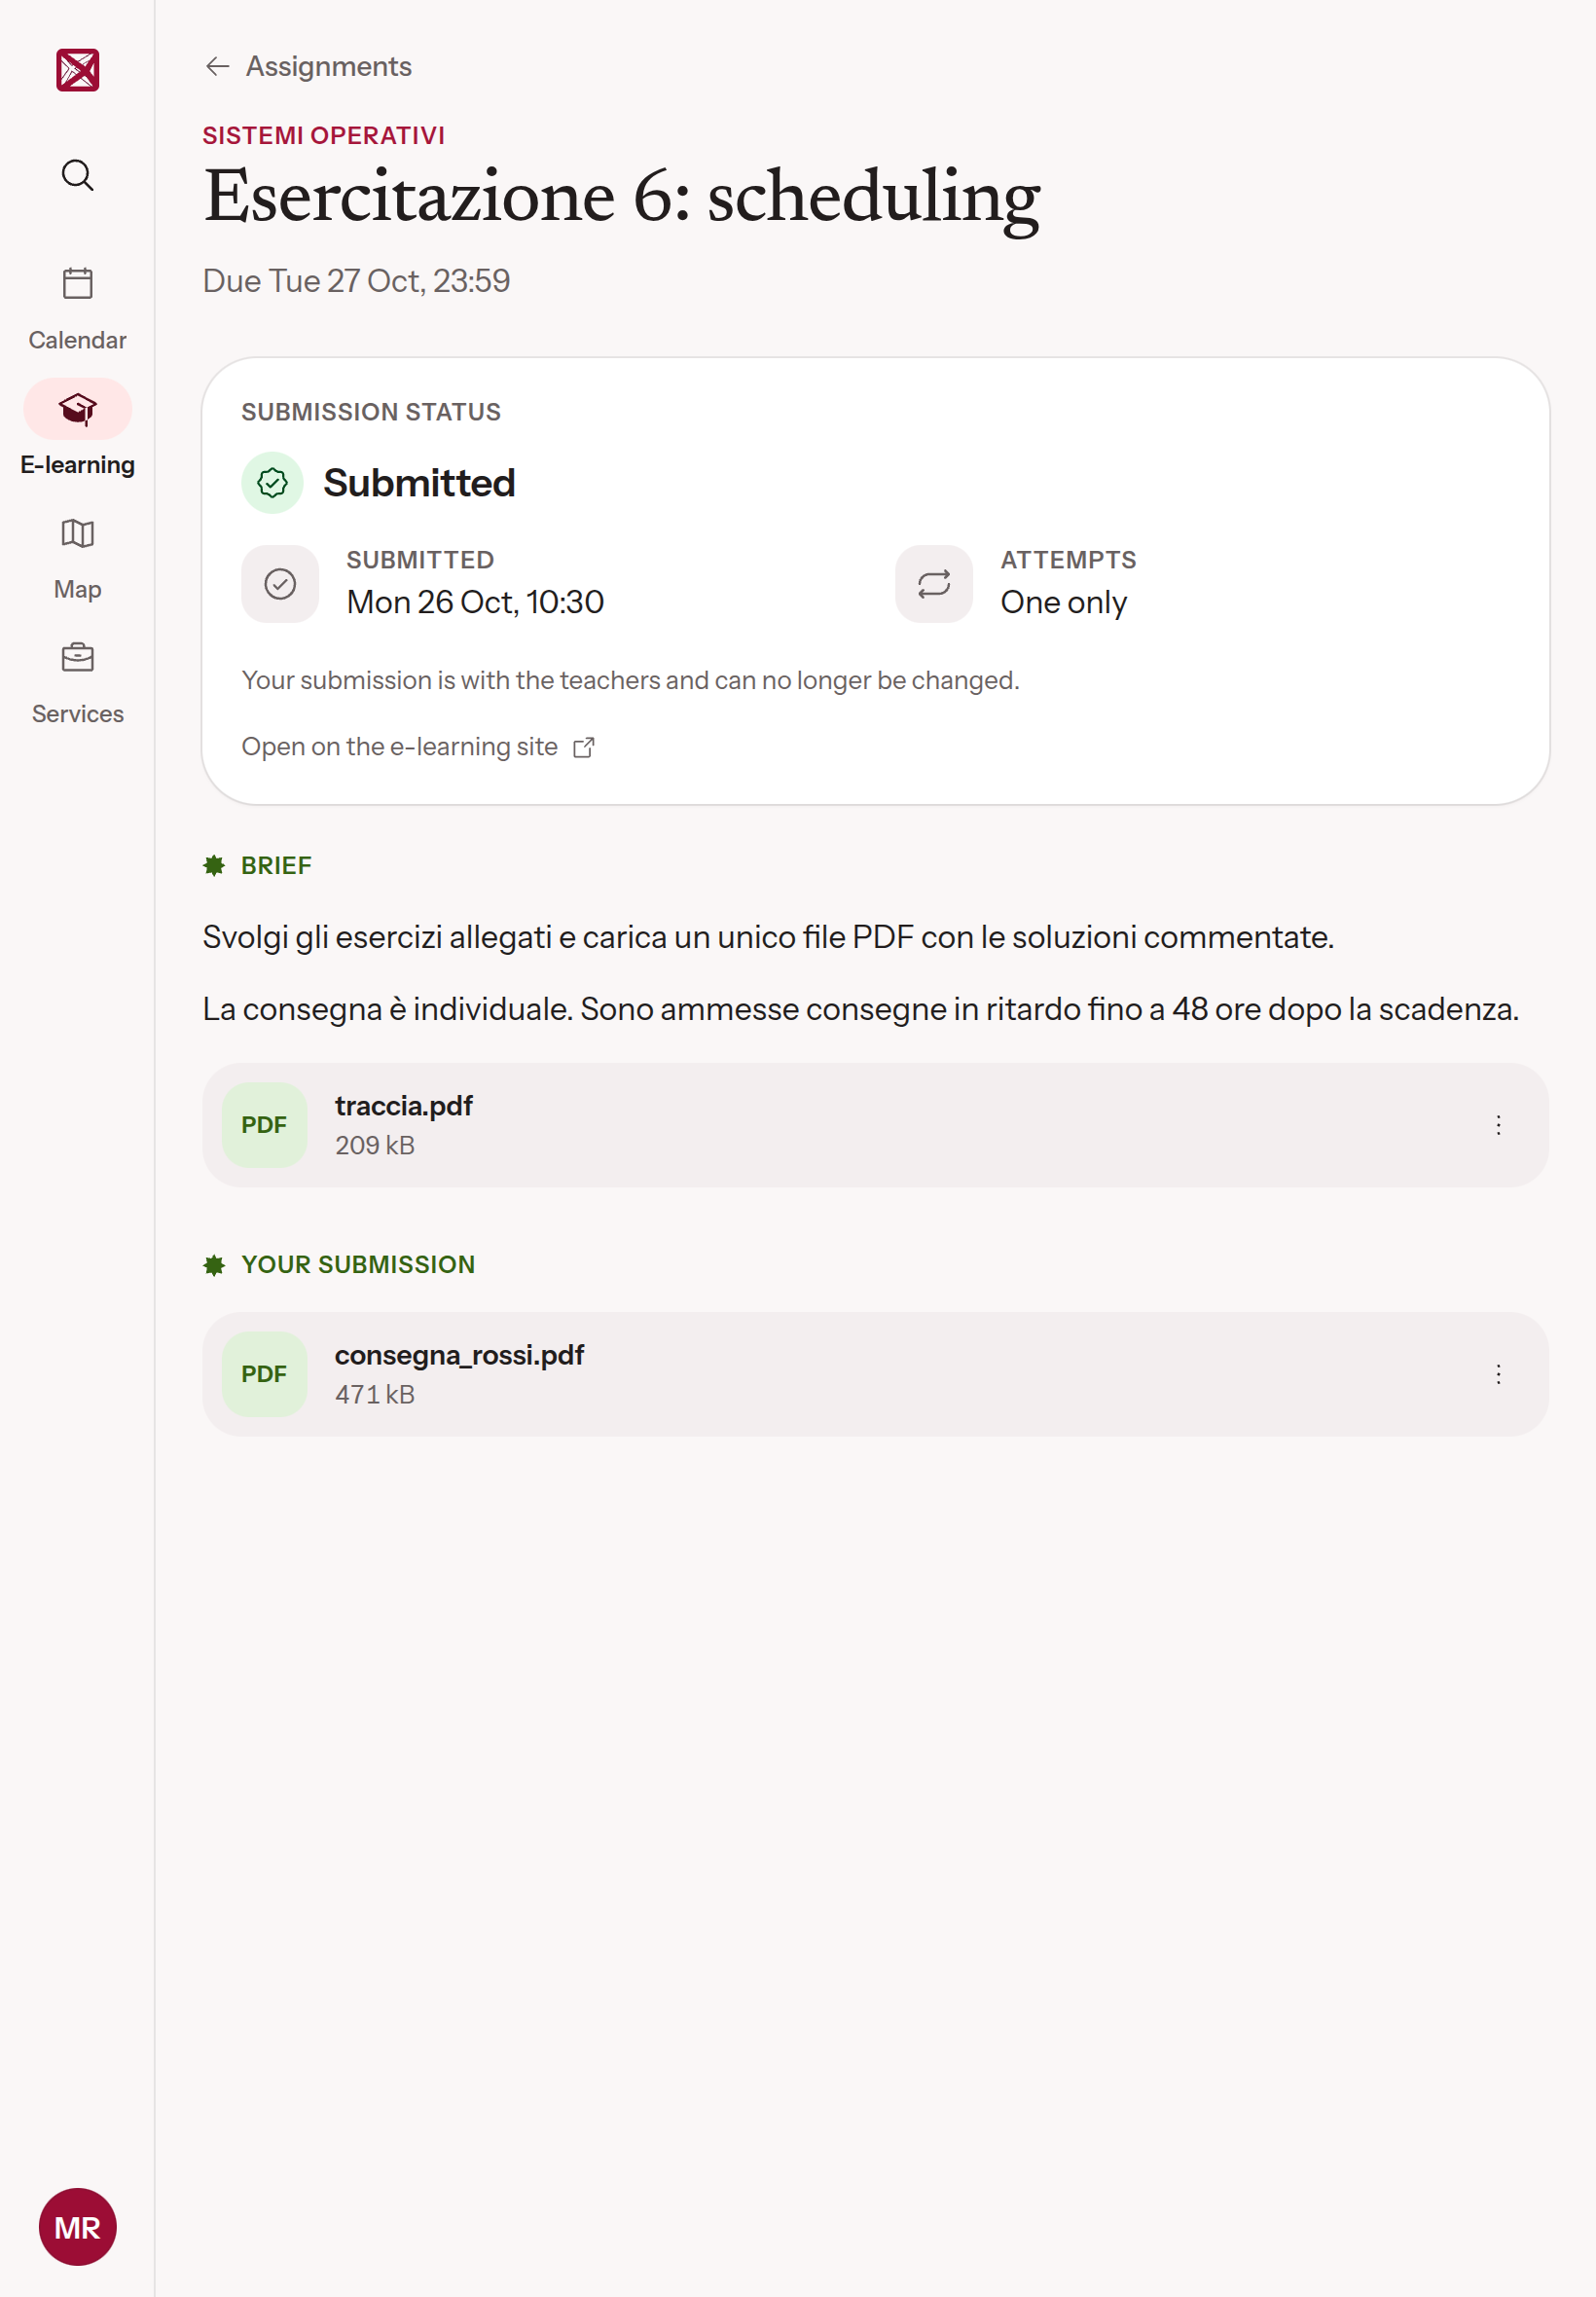 Assignments
SISTEMI OPERATIVI
Esercitazione 6: scheduling
Due Tue 27 Oct, 23:59
Calendar
E-learning
Map
Services
SUBMISSION STATUS
Submitted
SUBMITTED
Mon 26 Oct, 10:30
ATTEMPTS
One only
Your submission is with the teachers and can no longer be changed.
Open on the e-learning site
BRIEF
Svolgi gli esercizi allegati e carica un unico file PDF con le soluzioni commentate.
La consegna è individuale. Sono ammesse consegne in ritardo fino a 48 ore dopo la scadenza.
PDF
traccia.pdf
209 kB
YOUR SUBMISSION
PDF
consegna_rossi.pdf
471 kB
MR